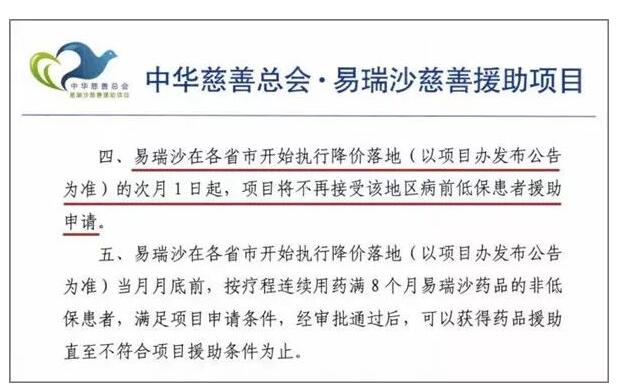 中华慈善总会
易瑞沙慈善援助项目
中华慈善总会·易瑞沙慈善援助项目
四、易瑞沙在各省市开始执行降价落地（以项目办发布公告
为准）的次月1日起，项目将不再接受该地区病前低保患者援助
申请。
五、易瑞沙在各省市开始执行降价落地（以项目办发布公告
为准）当月月底前，按疗程连续用药满8个月易瑞沙药品的非低
保患者，满足项目申请条件，经审批通过后，可以获得药品援助
直至不符合项目援助条件为止。